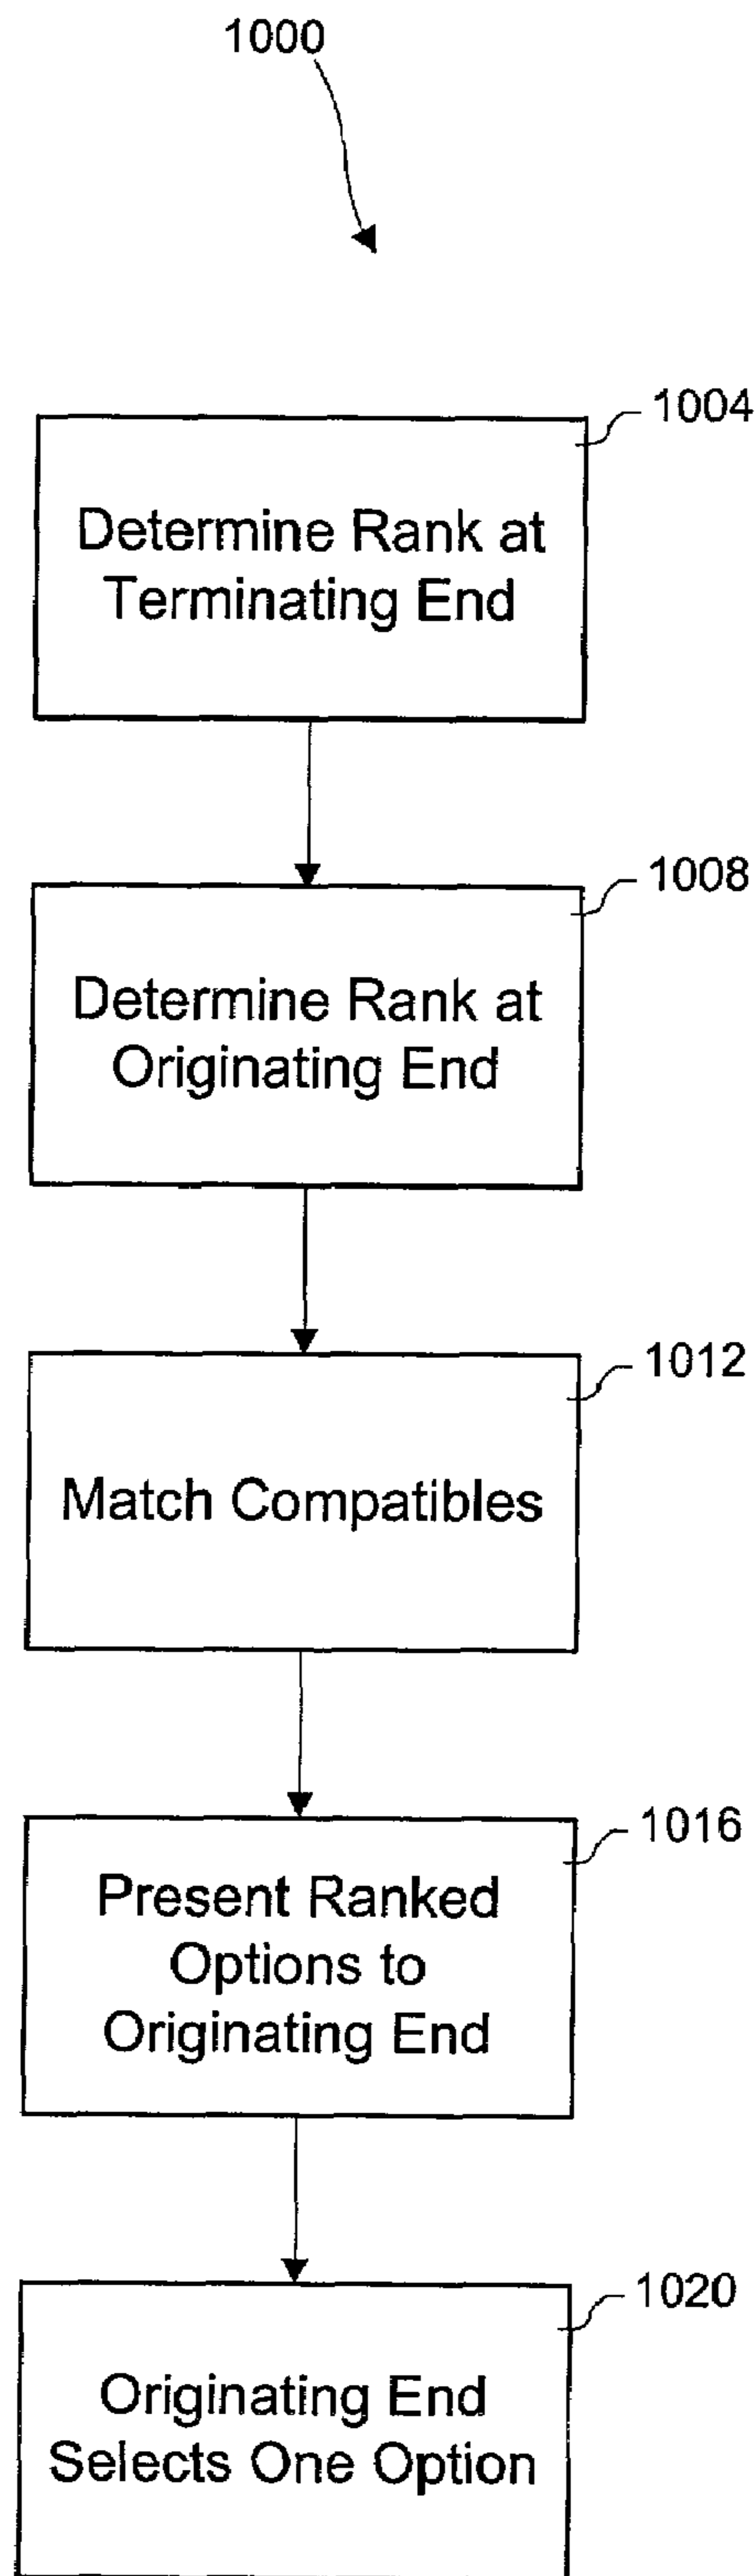 1000
1004
Determine Rank at
Terminating End
1008
Determine Rank at
Originating End
1012
Match Compatibles
1016
Present Ranked
Options to
Originating End
1020
Originating End
Selects One Option